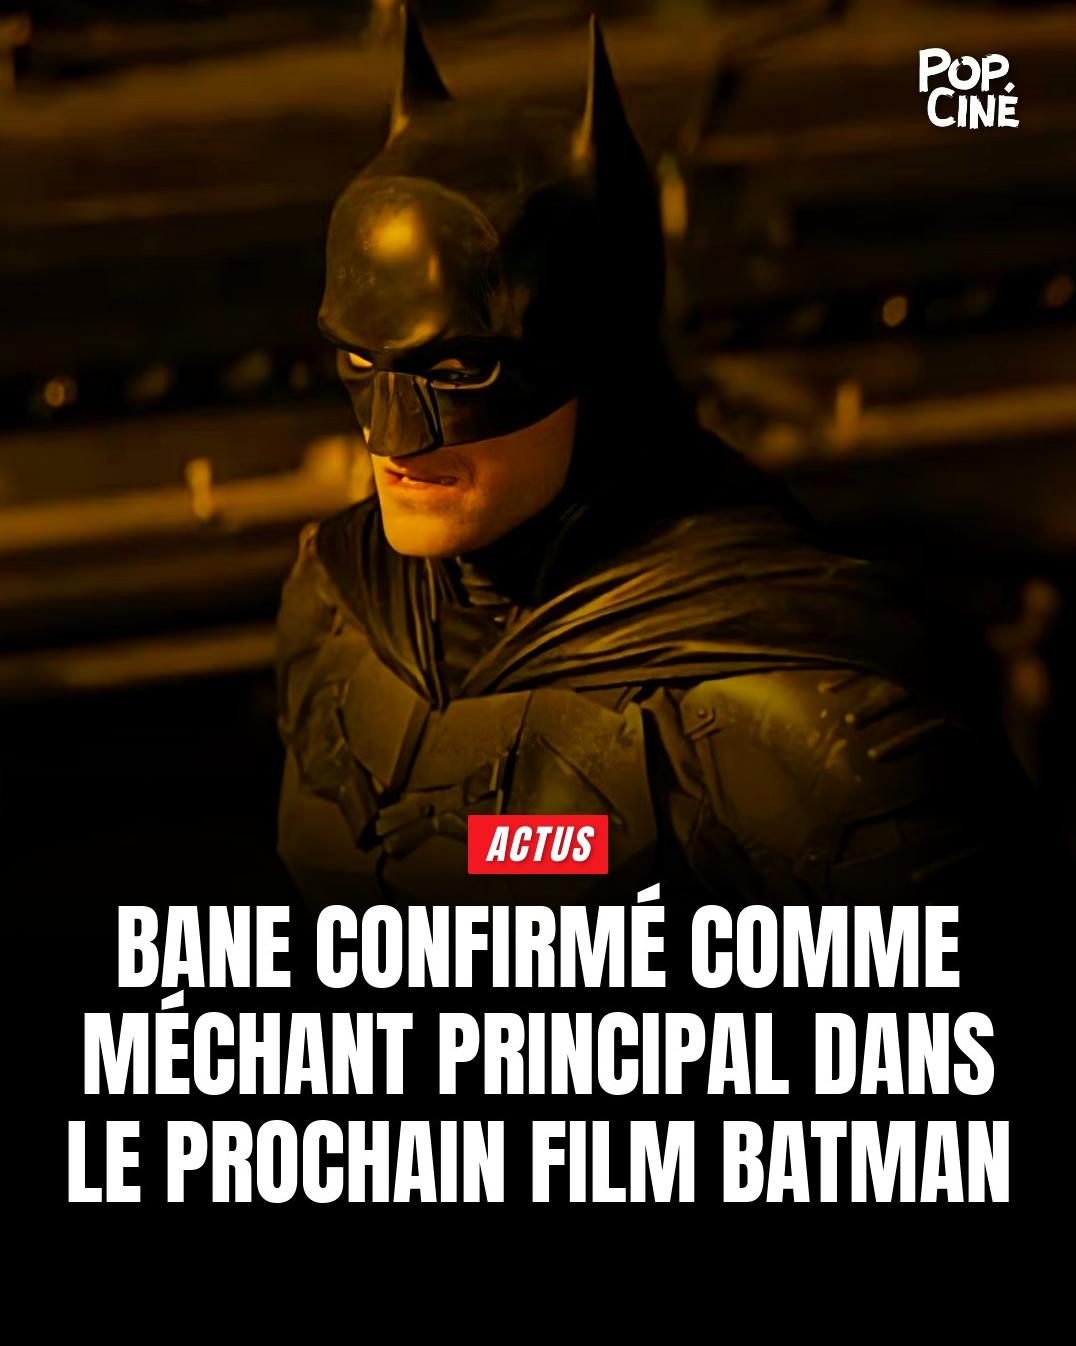 POP.
CINÉ
ACTUS
BANE CONFIRMÉ COMME
MÉCHANT PRINCIPAL DANS
LE PROCHAIN FILM BATMAN